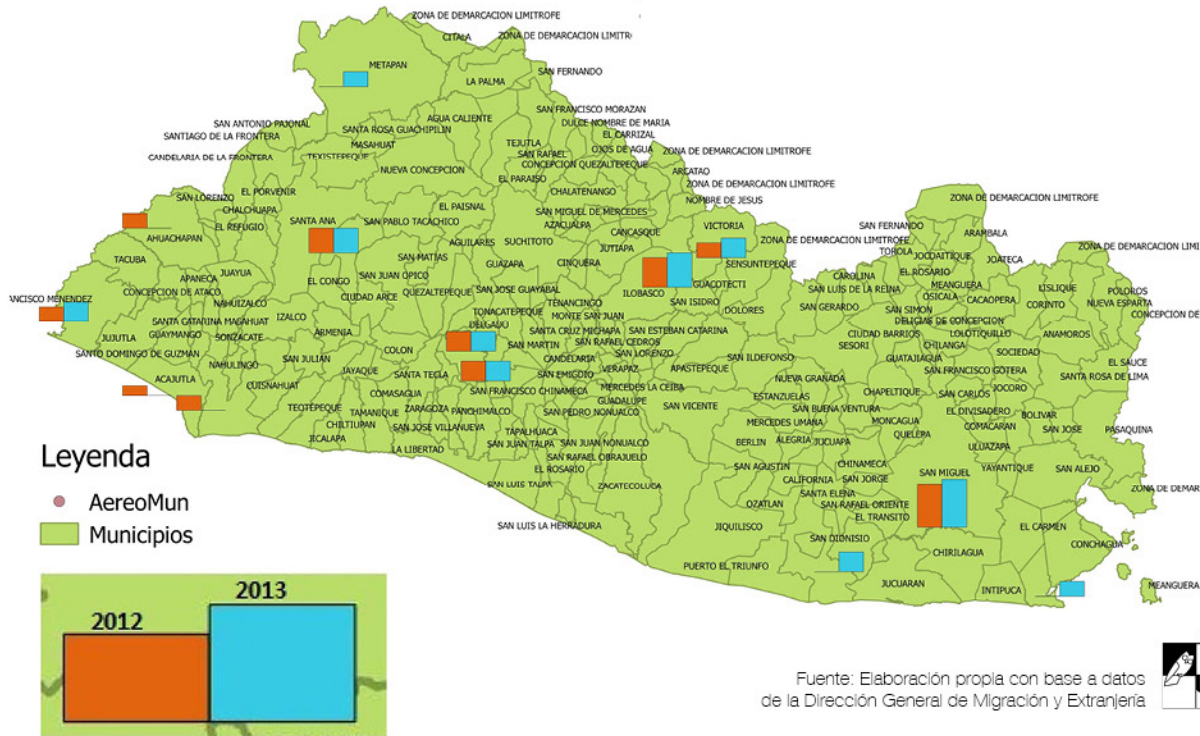 ZONA DE DEMARCACION LIMITROFE
CITALA
ZONA DE DEMARCACION LIMITR
METAPAN
SAN FERNANDO
LA PALMA
SAN FRANCISCO MORAZAN
AGUA CALIENTE
DULCE NOMBRE DE MARIA
SAN ANTONIO PAJONAL
SANTA ROSA GUACHIPILIN
EL CARRIZAL
SANTIAGO DE LA FRONTERA
MASAHUAT
TEJUTLA
OJOS DE AGUA
ZONA DE DEMARCACION LIMITROFE
CANDELARIA DE LA FRONTERA
TEXISTEPEQUE
SAN RAFAEL
CONCEPCION QUEZALTEPEQUE
NUEVA CONCEPCION
ARCATAO
EL PARAISO
ZONA DE DEMARCACION LIMITROFE
EL PORVENIR
CHALATENANGO
SAN LORENZO
NOMBRE DE JESUS
ZONA DE DEMARCACION LIMITROFE
CHALCHUAPA
EL PAISNAL
SAN MIGUEL DE MERCEDES
SANTA ANA
SAN PABLO TACACHICO
AZACUALPA
VICTORIA
SAN FERNANDO
EL REFUGIO
CANCASQUE
ARAMBALA
AHUACHAPAN
AGUILARES
SUCHITOTO
JUTIAPA
ZONA DE DEMARCACION LIMITROFE
ZONA DE DEMARCACION LIMI
TOROLA
JOCOAITIQUE
TACUBA
SAN MATIAS
GUAZAPA
CINQUERA
SENSUNTEPEQUE
JOATECA
JUAYUA
CAROLINA
EL ROSARIO
APANECA
EL CONGO
SAN JUAN OPICO
GUACOTECTI
SAN LUIS DE LA REINA
MEANGUERA
LISLIQUE
POLOROS
CONCEPCION DE ATACO
QUEZALTEPEQUE
SAN JOSE GUAYABAL
ILOBASCO
OSICALA
CACAOPERA
NUEVA ESPARTA
ANCISCO MENENDEZ
NAHUIZALCO
CIUDAD ARCE
TENANCINGO
SAN ISIDRO
SAN GERARDO
SAN SIMON
CORINTO
DOLORES
CONCEPCION DE
IZALCO
TONACATEPEQUE
MONTE SAN JUAN
SANTA CATARINA MASAHUAT
DELGADO
SANTA CRUZ MICHAPA
SAN ESTEBAN CATARINA
DELICIAS DE CONCEPCION
JUJUTLA
GUAYMANGO
SONZACATE
ARMENIA
CIUDAD BARRIOS
LOLOTIQUILLO
ANAMOROS
SAN MARTIN
SAN RAFAEL CEDROS
SESORI
CHILANGA
SANTO DOMINGO DE GUZMAN
COLON
SAN LORENZO
SOCIEDAD
SAN JULIAN
CANDELARIA
SAN ILDEFONSO
GUATAJIAGUA
NAHULINGO
JAYAQUE
SANTA TECLA
SAN EMIGDIO
VERAPAZ
APASTEPEQUE
SAN FRANCISCO GOTERA
EL SAUCE
ACAJUTLA
CUISNAHUAT
NUEVA GRANADA
SANTA ROSA DE LIMA
COMASAGUA
SAN FRANCISCO CHINAMECA
MERCEDES LA CEIBA
ESTANZUELAS
CHAPELTIQUE
SAN CARLOS
JOCORO
TEOTEPEQUE
TAMANIQUE
ZARAGOZA
PANCHIMALCO
SAN PEDRO NONUALCO
GUADALUPE
SAN VICENTE
SAN BUENA VENTURA
EL DIVISADERO
BOLIVAR
CHILTIUPAN
SAN JOSE VILLANUEVA
MERCEDES UMANA
MONCAGUA
COMACARAN
SAN JOSE
PASAQUINA
JICALAPA
TAPALHUACA
QUELEPA
LA LIBERTAD
SAN JUAN TALPA
SAN JUAN NONUALCO
BERLIN
ALEGRIA
JUCUAPA
ULUAZAPA
SAN RAFAEL OBRAJUELO
EL ROSARIO
SAN AGUSTIN
CHINAMECA
SAN MIGUEL
YAYANTIQUE
SAN ALEJO
SAN LUIS TALPA
ZACATECOLUCA
CALIFORNIA
SAN JORGE
SANTA ELENA
ZONA DE DEMAR
OZATLAN
SAN RAFAEL ORIENTE
EL TRANSITO
SAN LUIS LA HERRADURA
JIQUILISCO
EL CARMEN
SAN DIONISIO
CONCHAGUA
CHIRILAGUA
PUERTO EL TRIUNFO
JUCUARAN
INTIPUCA
MEANGUERA
Leyenda
AereoMun
Municipios
2012
2013
Fuente: Elaboración propia con base a datos
de la Dirección General de Migración y Extranjería